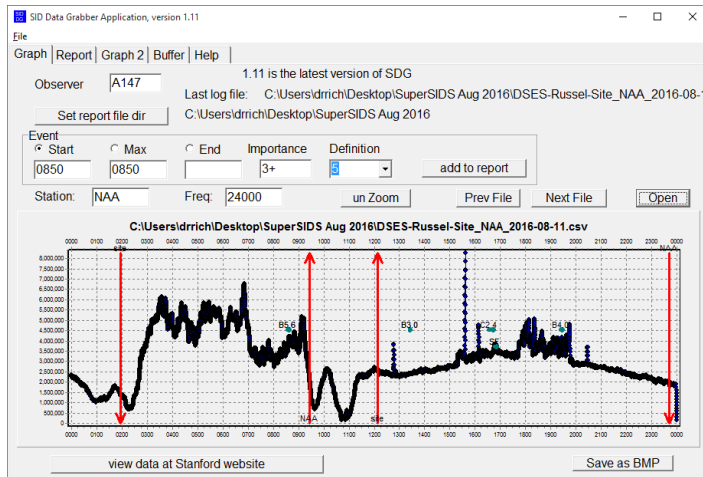 SID DG SID Data Grabber Application, version 1.11
File
Graph Report Graph 2 Buffer Help
Observer A147 1.11 is the latest version of SDG
Last log file: C:\Users\drrich\Desktop\SuperSIDS Aug 2016\DSES-Russel-Site_NAA_2016-08-
Set report file dir C:\Users\drrich\Desktop\SuperSIDS Aug 2016
Event
Start Max End Importance Definition
0850 0850 3+ 5 add to report
Station: NAA Freq: 24000 un Zoom Prev File Next File Open
C:\Users\drrich\Desktop\SuperSIDS Aug 2016\DSES-Russel-Site_NAA_2016-08-11.csv
0000 0100 0200 0300 0400 0500 0600 0700 0800 0900 1000 1100 1200 1300 1400 1500 1600 1700 1800 1900 2000 2100 2200 2300 0000
site NAA
8,000,000
7,500,000
7,000,000
6,500,000
6,000,000
5,500,000
5,000,000
4,500,000 B5.6 B3.0 C2.4 B4.0
4,000,000
3,500,000 SF
3,000,000
2,500,000
2,000,000
1,500,000
1,000,000
500,000 NAA site
0
0000 0100 0200 0300 0400 0500 0600 0700 0800 0900 1000 1100 1200 1300 1400 1500 1600 1700 1800 1900 2000 2100 2200 2300 0000
view data at Stanford website Save as BMP